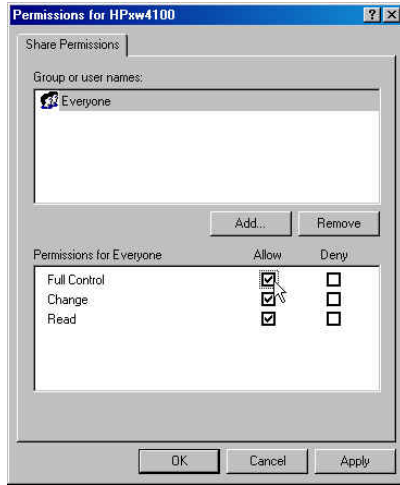 Permissions for HPxw4100
Share Permissions
Group or user names:
Everyone
Add... Remove
Permissions for Everyone Allow Deny
Full Control
Change
Read
OK Cancel Apply